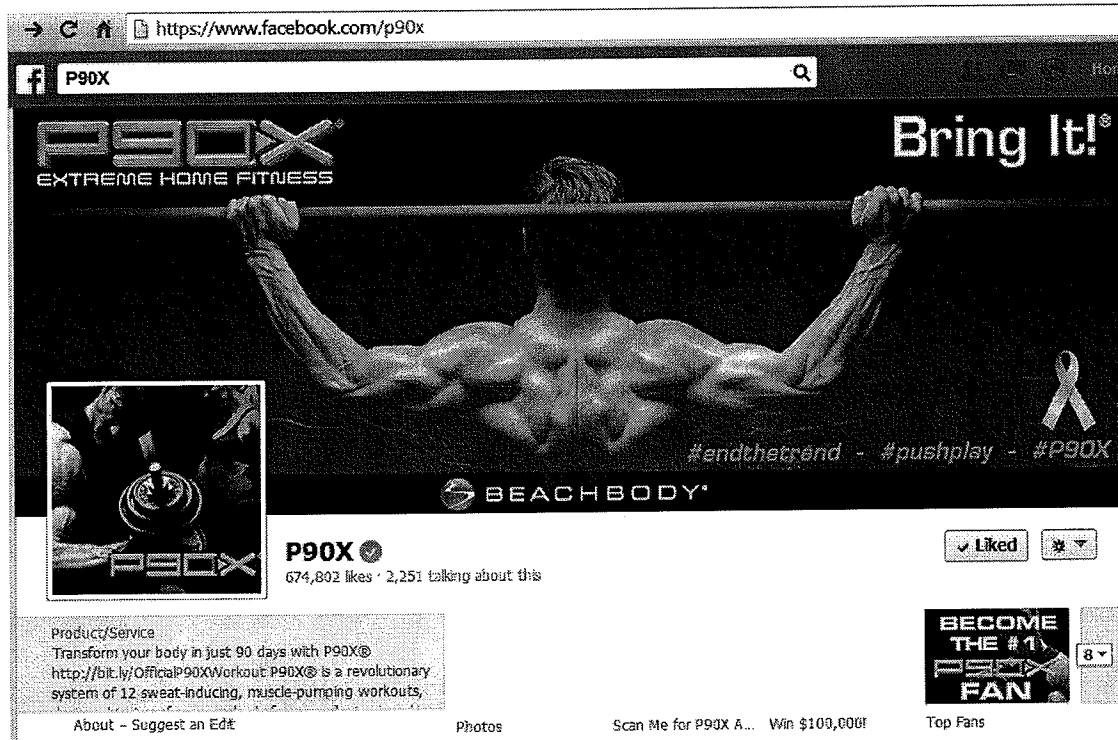 https://www.facebook.com/p90x
f P90X
P90X®
EXTREME HOME FITNESS
Bring It!®
#endthetrend - #pushplay - #P90X
BEACHBODY®
P90X
P90X
674,802 likes · 2,251 talking about this
✓ Liked
Product/Service
Transform your body in just 90 days with P90X®
http://bit.ly/OfficialP90XWorkout P90X® is a revolutionary
system of 12 sweat-inducing, muscle-pumping workouts,
About – Suggest an Edit
Photos
Scan Me for P90X A...
Win $100,000!
BECOME
THE #1
P90X
FAN
8
Top Fans